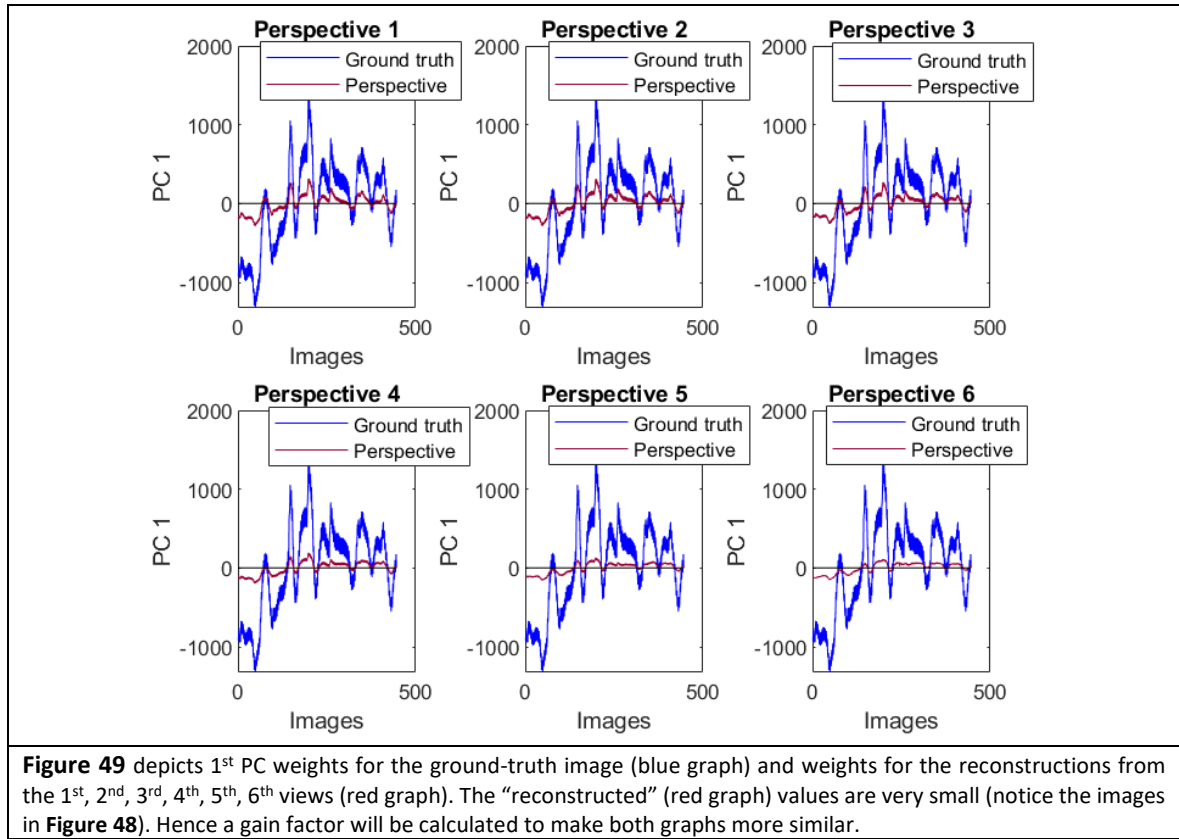 Perspective 1
2000
Ground truth
Perspective
1000
0
-1000
PC 1
0
500
Images
Perspective 2
2000
Ground truth
Perspective
1000
0
-1000
PC 1
0
500
Images
Perspective 3
2000
Ground truth
Perspective
1000
0
-1000
PC 1
0
500
Images
Perspective 4
2000
Ground truth
Perspective
1000
0
-1000
PC 1
0
500
Images
Perspective 5
2000
Ground truth
Perspective
1000
0
-1000
PC 1
0
500
Images
Perspective 6
2000
Ground truth
Perspective
1000
0
-1000
PC 1
0
500
Images
Figure 49 depicts 1st PC weights for the ground-truth image (blue graph) and weights for the reconstructions from
the 1st, 2nd, 3rd, 4th, 5th, 6th views (red graph). The “reconstructed” (red graph) values are very small (notice the images
in Figure 48). Hence a gain factor will be calculated to make both graphs more similar.